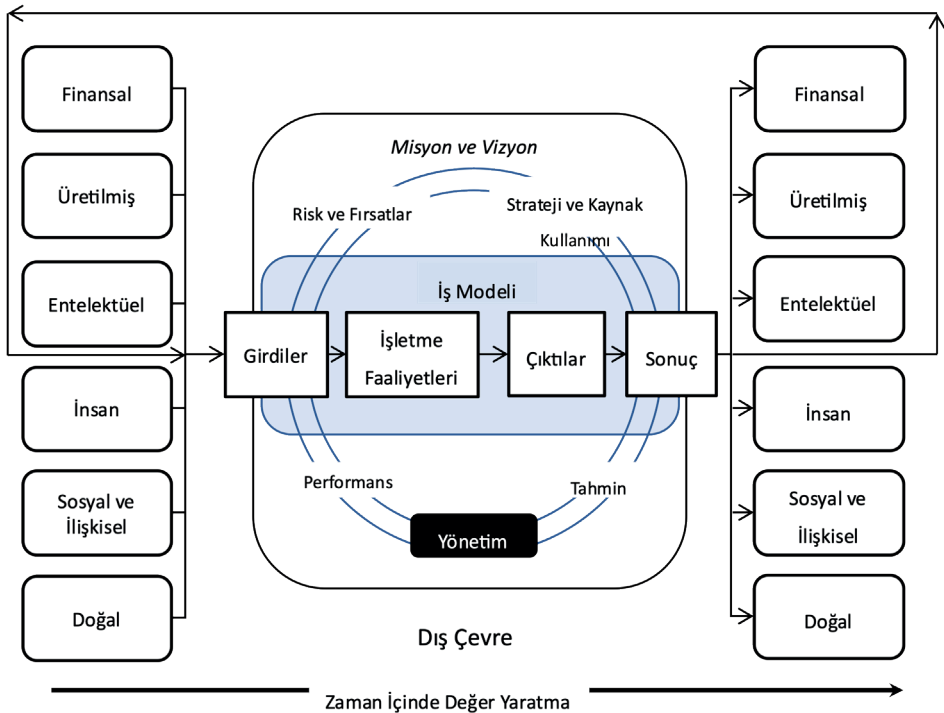 Finansal
Üretilmiş
Entelektüel
İnsan
Sosyal ve
İlişkisel
Doğal
Misyon ve Vizyon
Risk ve Fırsatlar
Strateji ve Kaynak
Kullanımı
İş Modeli
Girdiler
İşletme
Faaliyetleri
Çıktılar
Sonuç
Performans
Tahmin
Yönetim
Dış Çevre
Finansal
Üretilmiş
Entelektüel
İnsan
Sosyal ve
İlişkisel
Doğal
Zaman İçinde Değer Yaratma